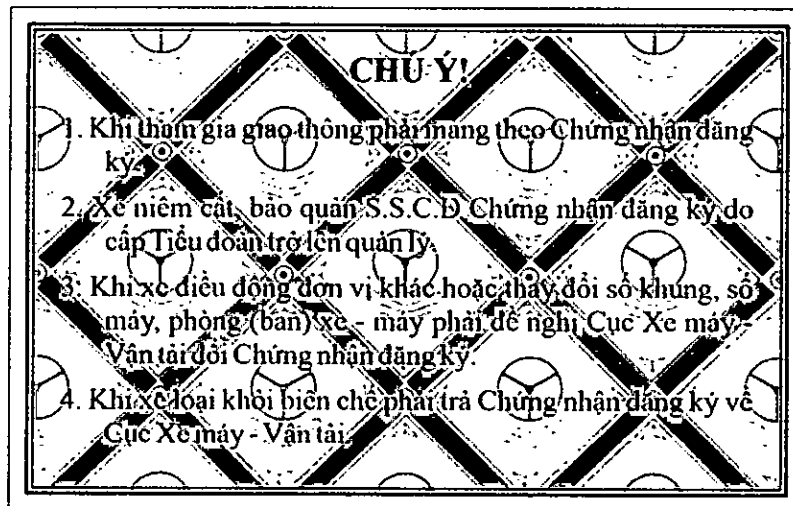 CHÚ Ý!
1. Khi tham gia giao thông phải mang theo Chứng nhận đăng
ký.
2. Xe niêm cất, bảo quản S.S.C.Đ Chứng nhận đăng ký do
cấp Tiểu đoàn trở lên quản lý.
3. Khi xe điều động đơn vị khác hoặc thay đổi số khung, số
máy, phòng (ban) xe - máy phải đề nghị Cục Xe máy -
Vận tải đổi Chứng nhận đăng ký.
4. Khi xe loại khỏi biên chế phải trả Chứng nhận đăng ký về
Cục Xe máy - Vận tải.